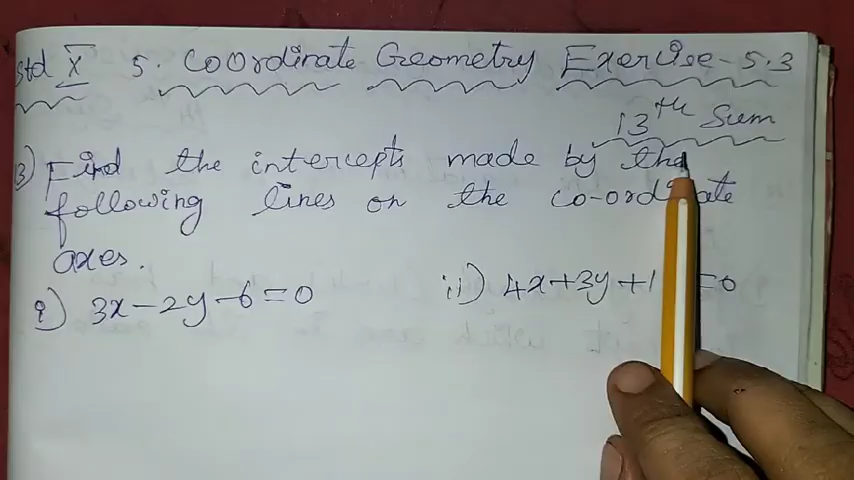 Std X 5. Coordinate Geometry Exercise - 5.3
13th Sum
3) Find the intercepts made by the
following lines on the co-ordinate
axes.
i) 3x - 2y - 6 = 0 ii) 4x + 3y + 1 = 0